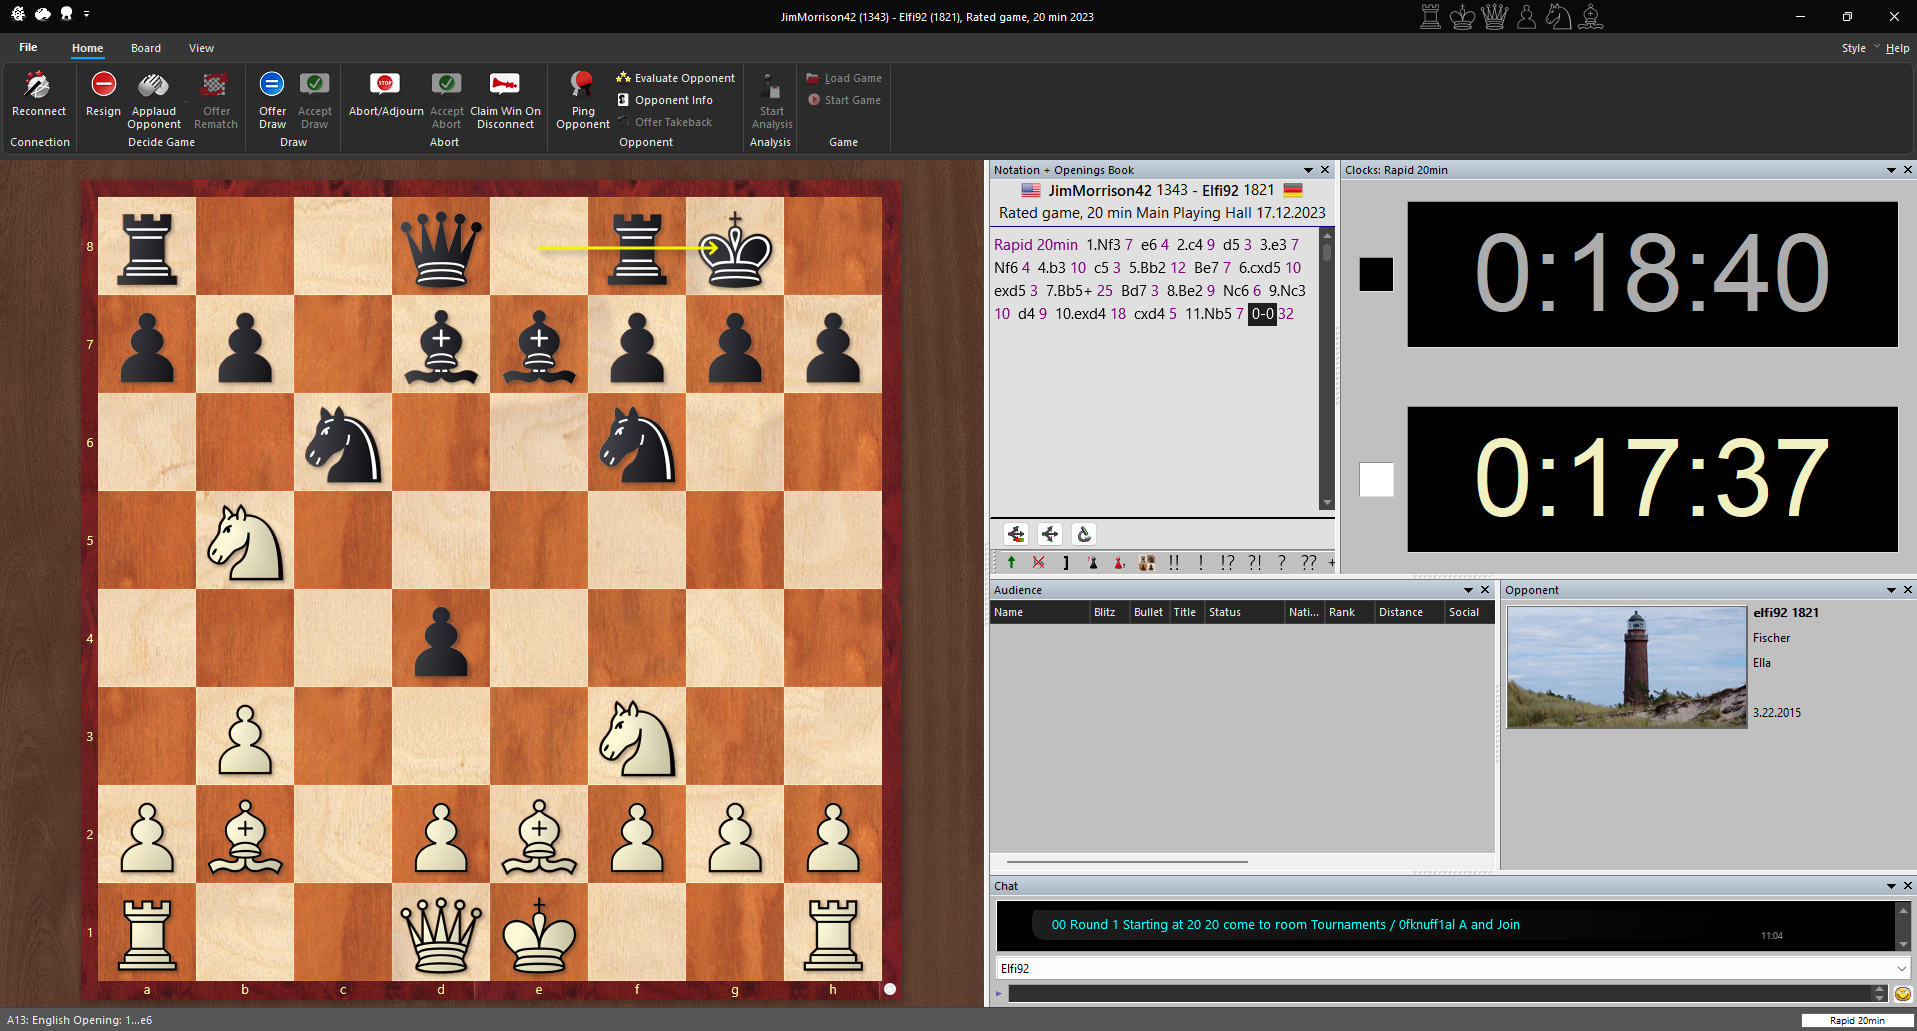 JimMorrison42 (1343) - Elfi92 (1821), Rated game, 20 min 2023
File Home Board View
Style Help
Reconnect
Connection
Resign
Applaud Opponent
Offer Rematch
Decide Game
Offer Draw
Accept Draw
Draw
Abort/Adjourn
Accept Abort
Claim Win On Disconnect
Abort
Ping Opponent
Evaluate Opponent
Opponent Info
Offer Takeback
Opponent
Start Analysis
Analysis
Load Game
Start Game
Game
8
7
6
5
4
3
2
1
a b c d e f g h
Notation + Openings Book
JimMorrison42 1343 - Elfi92 1821
Rated game, 20 min Main Playing Hall 17.12.2023
Rapid 20min 1.Nf3 7 e6 4 2.c4 9 d5 3 3.e3 7
Nf6 4 4.b3 10 c5 3 5.Bb2 12 Be7 7 6.cxd5 10
exd5 3 7.Bb5+ 25 Bd7 3 8.Be2 9 Nc6 6 9.Nc3
10 d4 9 10.exd4 18 cxd4 5 11.Nb5 7 0-0 32
] !! ! !? ?! ? ?? +
Clocks: Rapid 20min
0:18:40
0:17:37
Audience
Name Blitz Bullet Title Status Nati... Rank Distance Social
Opponent
elfi92 1821
Fischer
Ella
3.22.2015
Chat
00 Round 1 Starting at 20 20 come to room Tournaments / 0fknuff1al A and Join
11:04
Elfi92
A13: English Opening: 1...e6
Rapid 20min